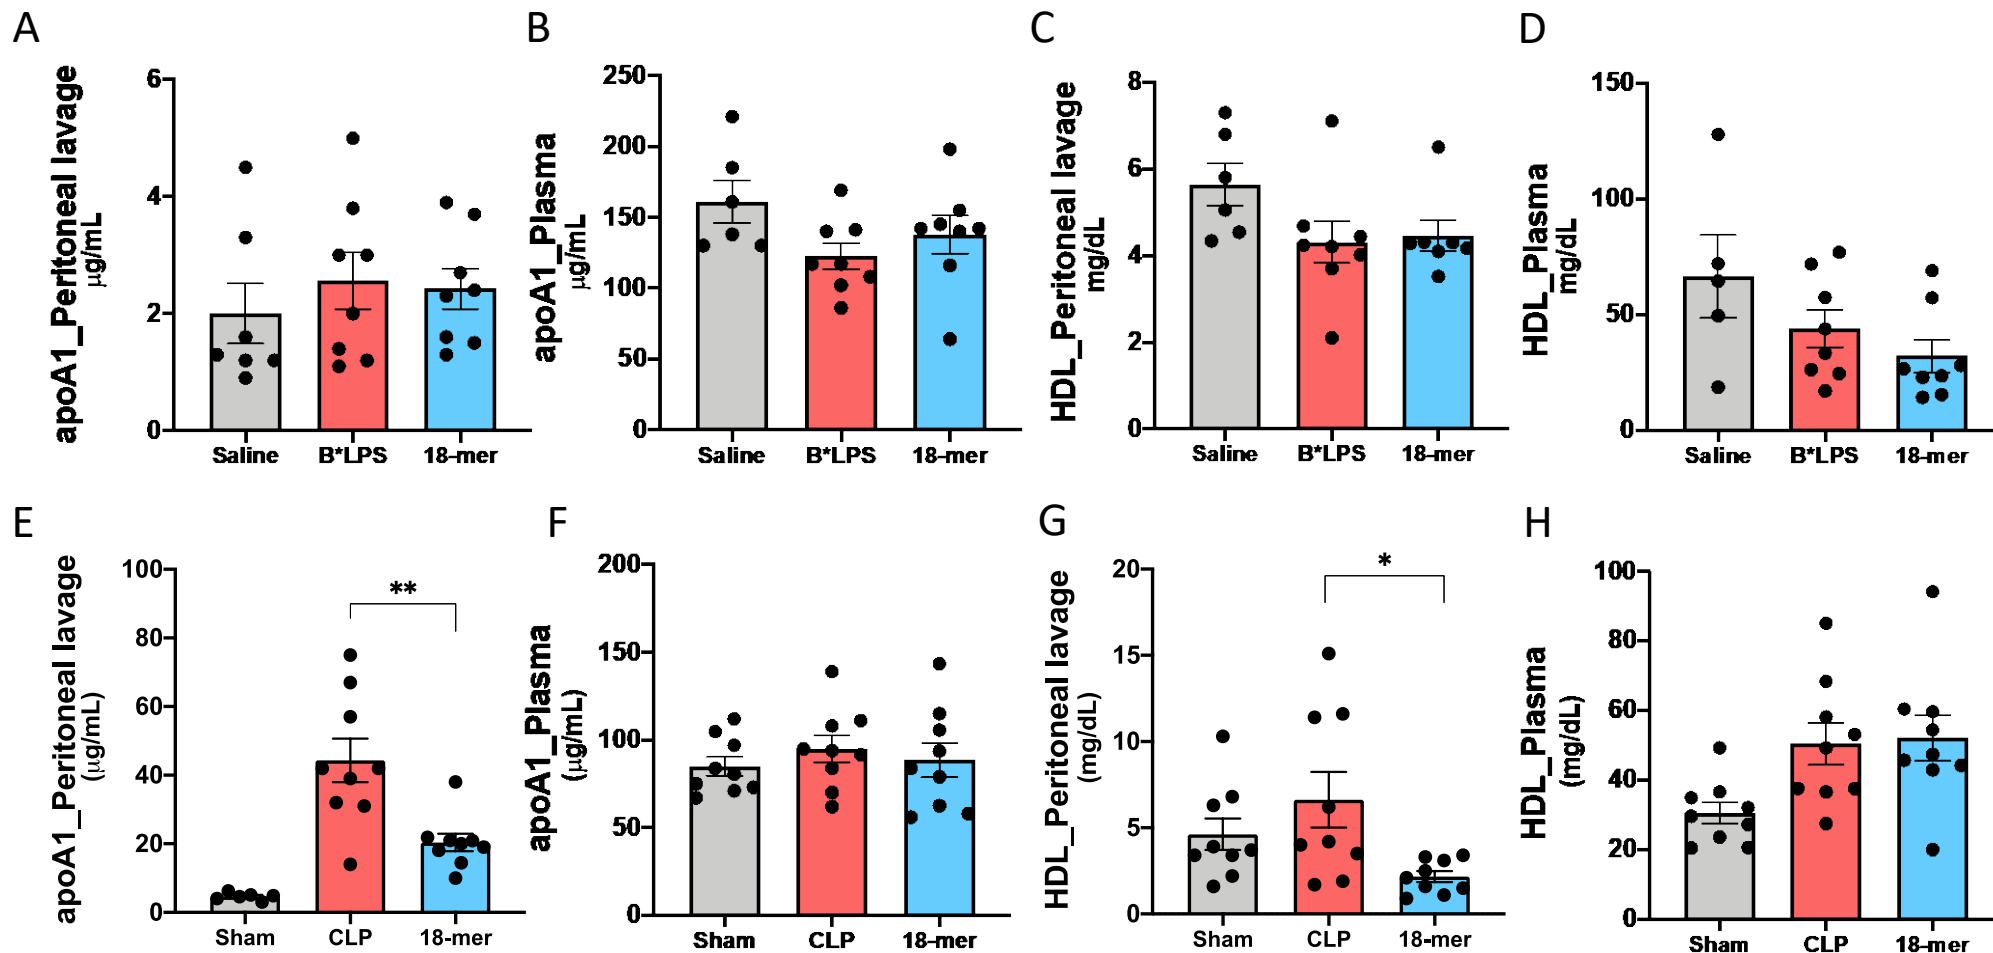 A
apoA1_Peritoneal lavage
μg/mL
6
4
2
0
Saline B*LPS 18-mer
B
apoA1_Plasma
μg/mL
250
200
150
100
50
0
Saline B*LPS 18-mer
C
HDL_Peritoneal lavage
mg/dL
8
6
4
2
0
Saline B*LPS 18-mer
D
HDL_Plasma
mg/dL
150
100
50
0
Saline B*LPS 18-mer
E
apoA1_Peritoneal lavage
(μg/mL)
100
80
60
40
20
0
**
Sham CLP 18-mer
F
apoA1_Plasma
(μg/mL)
200
150
100
50
0
Sham CLP 18-mer
G
HDL_Peritoneal lavage
(mg/dL)
20
15
10
5
0
*
Sham CLP 18-mer
H
HDL_Plasma
(mg/dL)
100
80
60
40
20
0
Sham CLP 18-mer